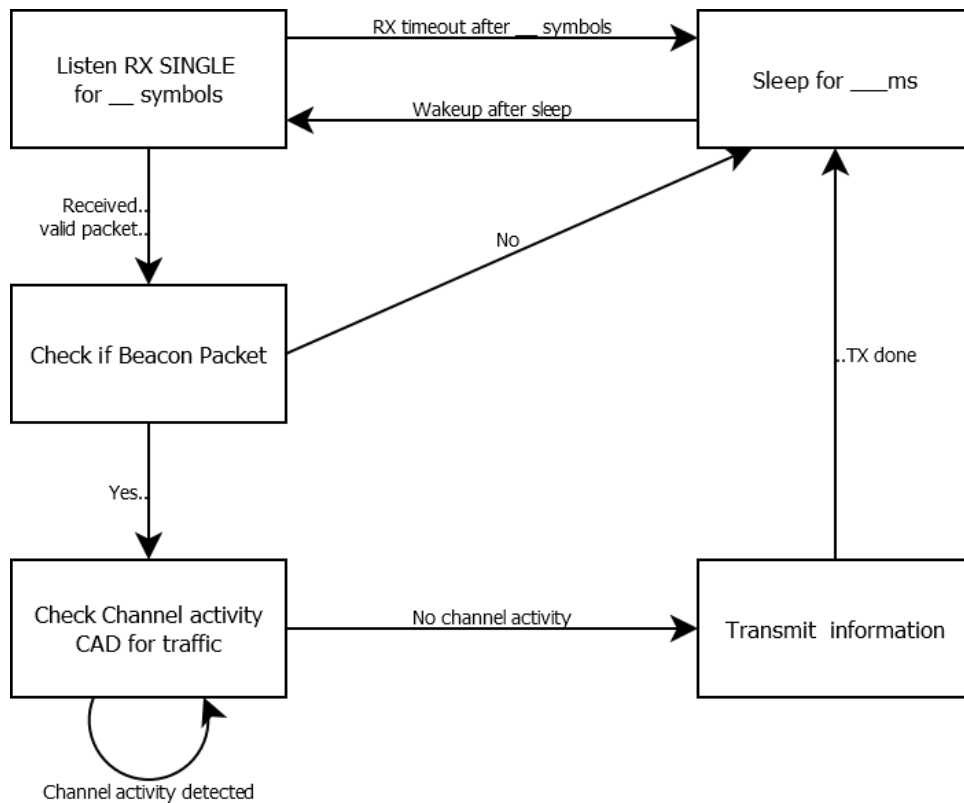 RX timeout after __ symbols
Listen RX SINGLE
for __ symbols
Sleep for ___ms
Wakeup after sleep
Received..
valid packet..
No
Check if Beacon Packet
..TX done
Yes..
Check Channel activity
CAD for traffic
No channel activity
Transmit information
Channel activity detected